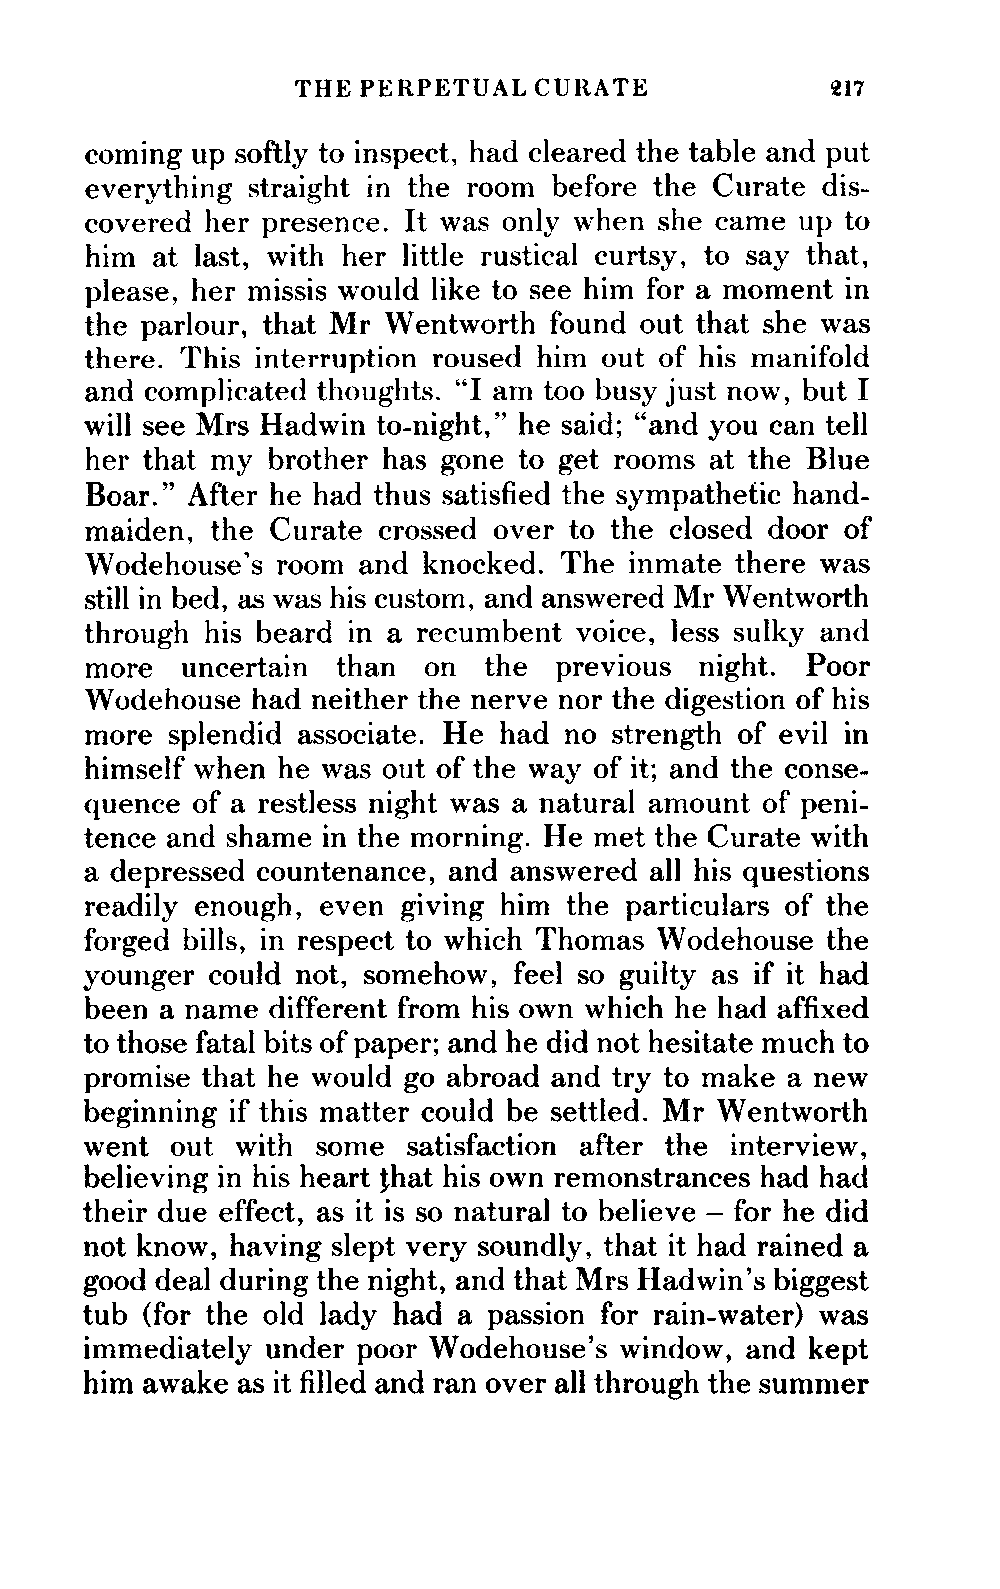 THE PERPETUAL CURATE 217
coming up softly to inspect, had cleared the table and put
everything straight in the room before the Curate dis-
covered her presence. It was only when she came up to
him at last, with her little rustical curtsy, to say that,
please, her missis would like to see him for a moment in
the parlour, that Mr Wentworth found out that she was
there. This interruption roused him out of his manifold
and complicated thoughts. “I am too busy just now, but I
will see Mrs Hadwin to-night,” he said; “and you can tell
her that my brother has gone to get rooms at the Blue
Boar.” After he had thus satisfied the sympathetic hand-
maiden, the Curate crossed over to the closed door of
Wodehouse's room and knocked. The inmate there was
still in bed, as was his custom, and answered Mr Wentworth
through his beard in a recumbent voice, less sulky and
more uncertain than on the previous night. Poor
Wodehouse had neither the nerve nor the digestion of his
more splendid associate. He had no strength of evil in
himself when he was out of the way of it; and the conse-
quence of a restless night was a natural amount of peni-
tence and shame in the morning. He met the Curate with
a depressed countenance, and answered all his questions
readily enough, even giving him the particulars of the
forged bills, in respect to which Thomas Wodehouse the
younger could not, somehow, feel so guilty as if it had
been a name different from his own which he had affixed
to those fatal bits of paper; and he did not hesitate much to
promise that he would go abroad and try to make a new
beginning if this matter could be settled. Mr Wentworth
went out with some satisfaction after the interview,
believing in his heart that his own remonstrances had had
their due effect, as it is so natural to believe – for he did
not know, having slept very soundly, that it had rained a
good deal during the night, and that Mrs Hadwin's biggest
tub (for the old lady had a passion for rain-water) was
immediately under poor Wodehouse's window, and kept
him awake as it filled and ran over all through the summer